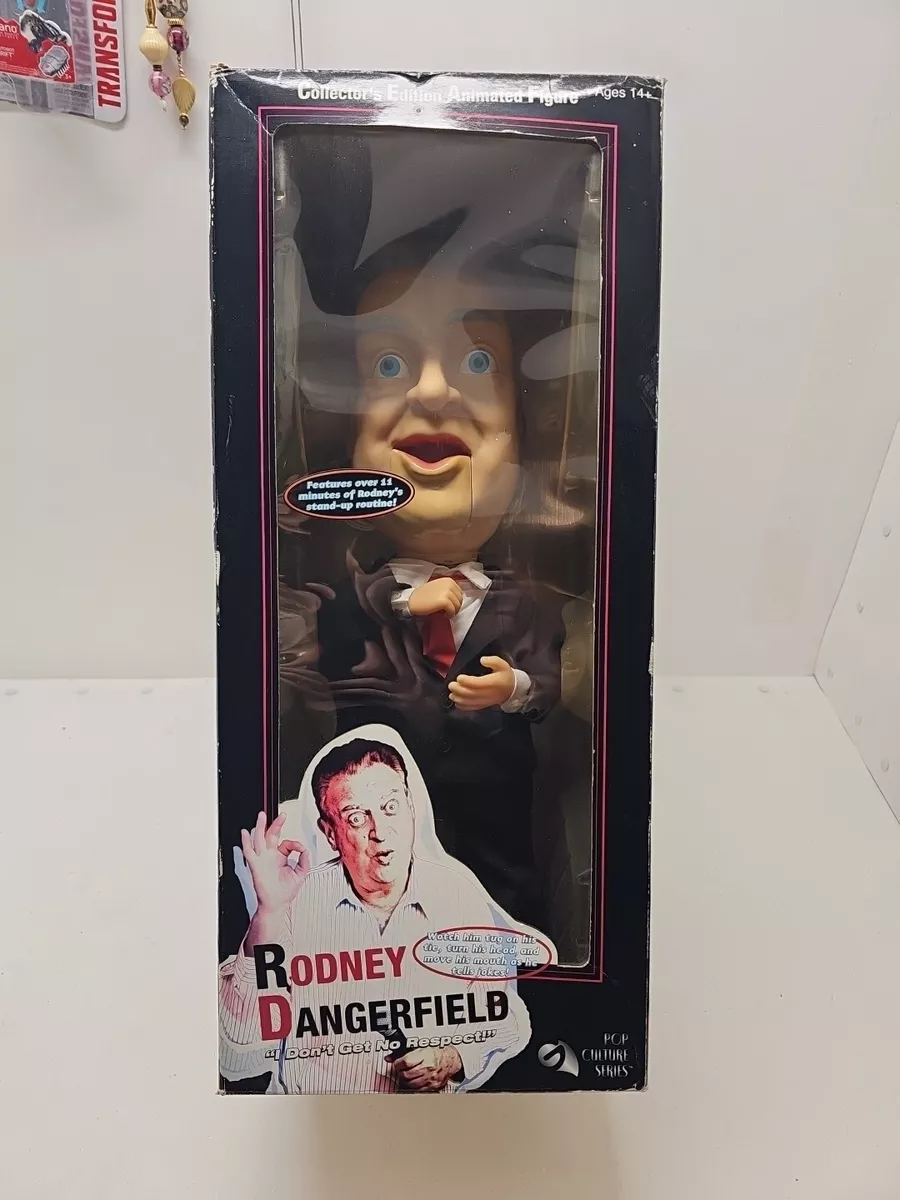 TRANSFO
Collector's Edition Animated Figure™ Ages 14+
Features over 11
minutes of Rodney's
stand-up routine!
Watch him tug on his
tie, turn his head and
move his mouth as he
tells jokes!
RODNEY
DANGERFIELD
“I Don't Get No Respect!”
POP
CULTURE
SERIES™